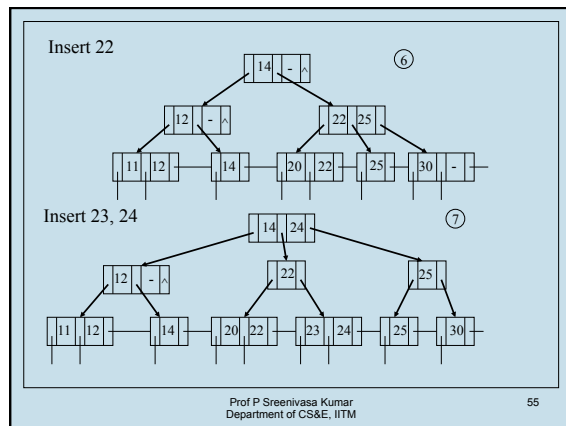 Insert 22
6
14 - ^
12 - ^ 22 25
11 12 14 20 22 25 30 -
Insert 23, 24
7
14 24
12 - ^ 22 25
11 12 14 20 22 23 24 25 30
Prof P Sreenivasa Kumar
Department of CS&E, IITM
55